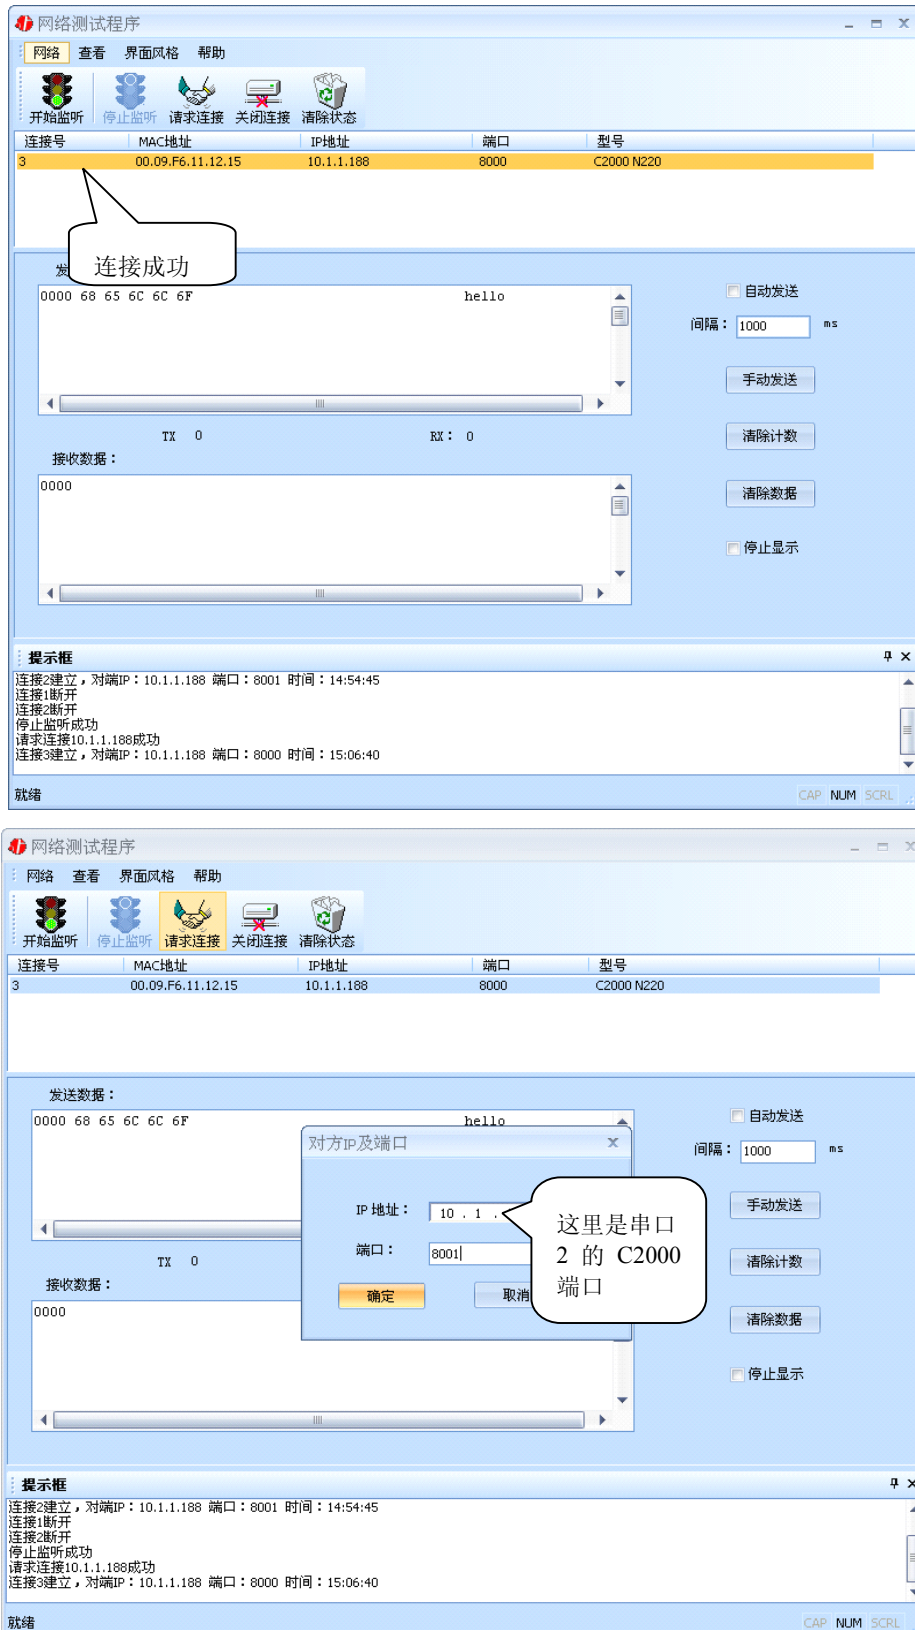 网络测试程序
网络 查看 界面风格 帮助
开始监听 停止监听 请求连接 关闭连接 清除状态
连接号 MAC地址 IP地址 端口 型号
3 00.09.F6.11.12.15 10.1.1.188 8000 C2000 N220
连接成功
发
0000 68 65 6C 6C 6F hello
自动发送
间隔： 1000 ms
手动发送
TX 0 RX： 0
清除计数
接收数据：
0000
清除数据
停止显示
提示框
连接2建立，对端IP：10.1.1.188 端口：8001 时间：14:54:45
连接1断开
连接2断开
停止监听成功
请求连接10.1.1.188成功
连接3建立，对端IP：10.1.1.188 端口：8000 时间：15:06:40
就绪 CAP NUM SCRL
网络测试程序
网络 查看 界面风格 帮助
开始监听 停止监听 请求连接 关闭连接 清除状态
连接号 MAC地址 IP地址 端口 型号
3 00.09.F6.11.12.15 10.1.1.188 8000 C2000 N220
发送数据：
0000 68 65 6C 6C 6F hello
自动发送
间隔： 1000 ms
手动发送
对方IP及端口
IP 地址： 10 . 1 .
端口： 8001
确定 取消
这里是串口
2 的 C2000
端口
TX 0
清除计数
接收数据：
0000
清除数据
停止显示
提示框
连接2建立，对端IP：10.1.1.188 端口：8001 时间：14:54:45
连接1断开
连接2断开
停止监听成功
请求连接10.1.1.188成功
连接3建立，对端IP：10.1.1.188 端口：8000 时间：15:06:40
就绪 CAP NUM SCRL